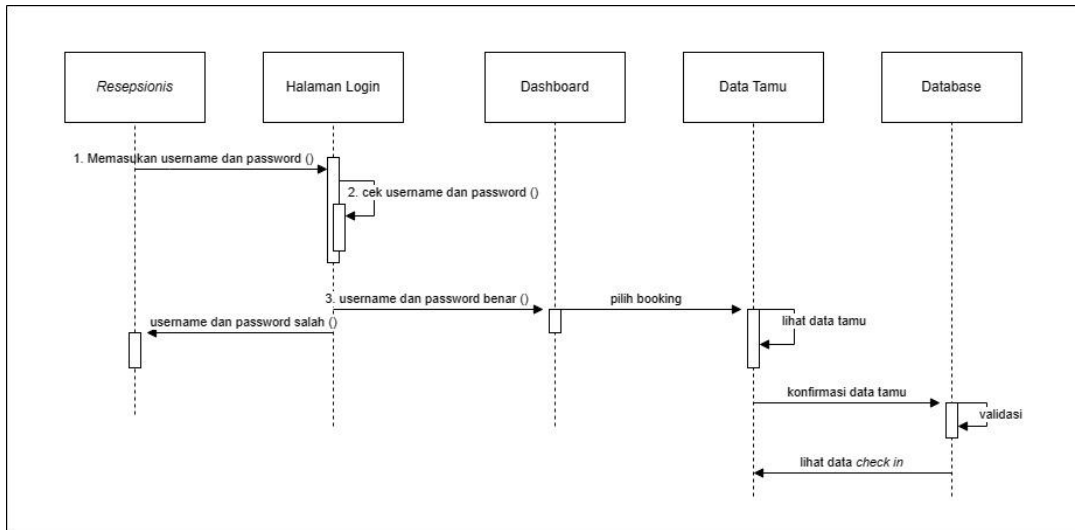 Resepsionis
Halaman Login
Dashboard
Data Tamu
Database
1. Memasukan username dan password ()
2. cek username dan password ()
3. username dan password benar ()
pilih booking
username dan password salah ()
lihat data tamu
konfirmasi data tamu
validasi
lihat data check in